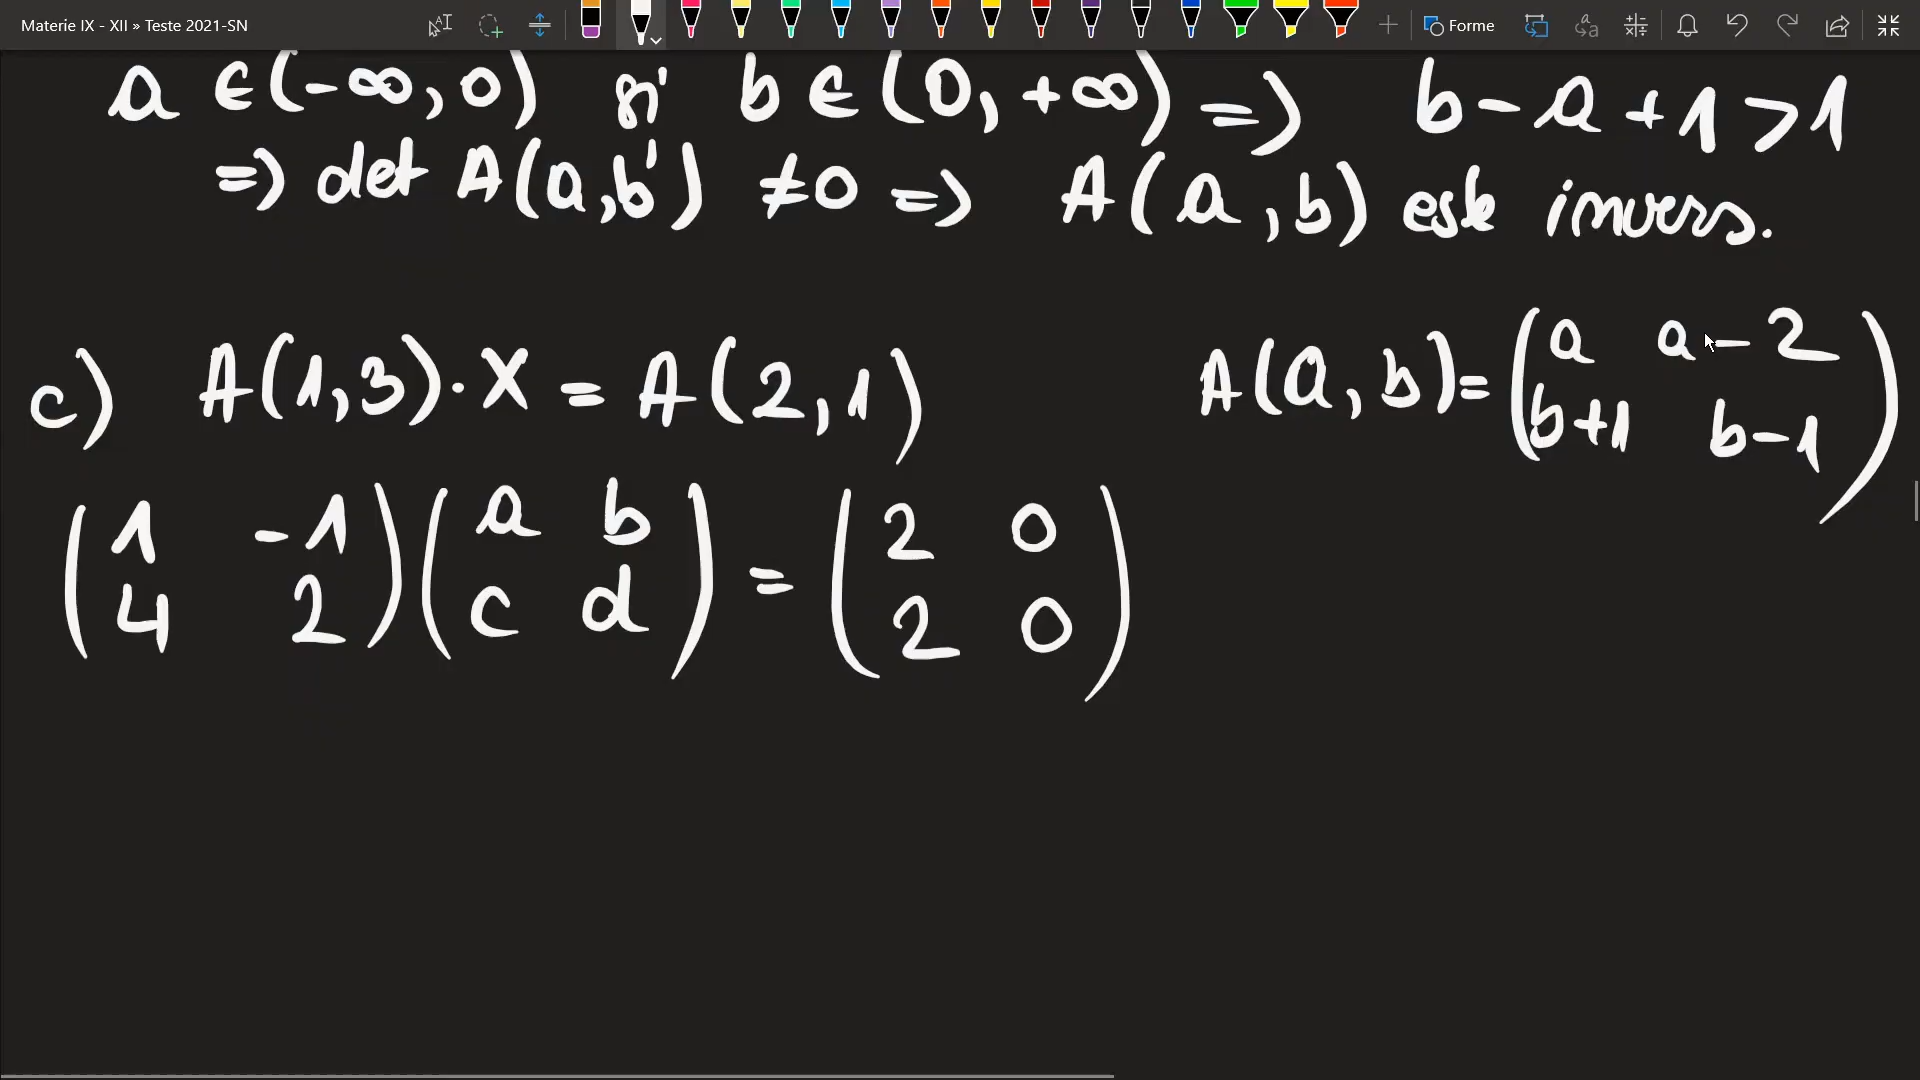 Materie IX - XII » Teste 2021-SN
Forme
a ∈ (-∞, 0) și b ∈ (0, +∞) => b - a + 1 > 1
=> det A(a, b) ≠ 0 => A(a, b) este invers.
c) A(1,3) · X = A(2,1)
A(a, b) = (a a-2
b+1 b-1)
(1 -1) (a b) = (2 0)
(4 2) (c d) (2 0)